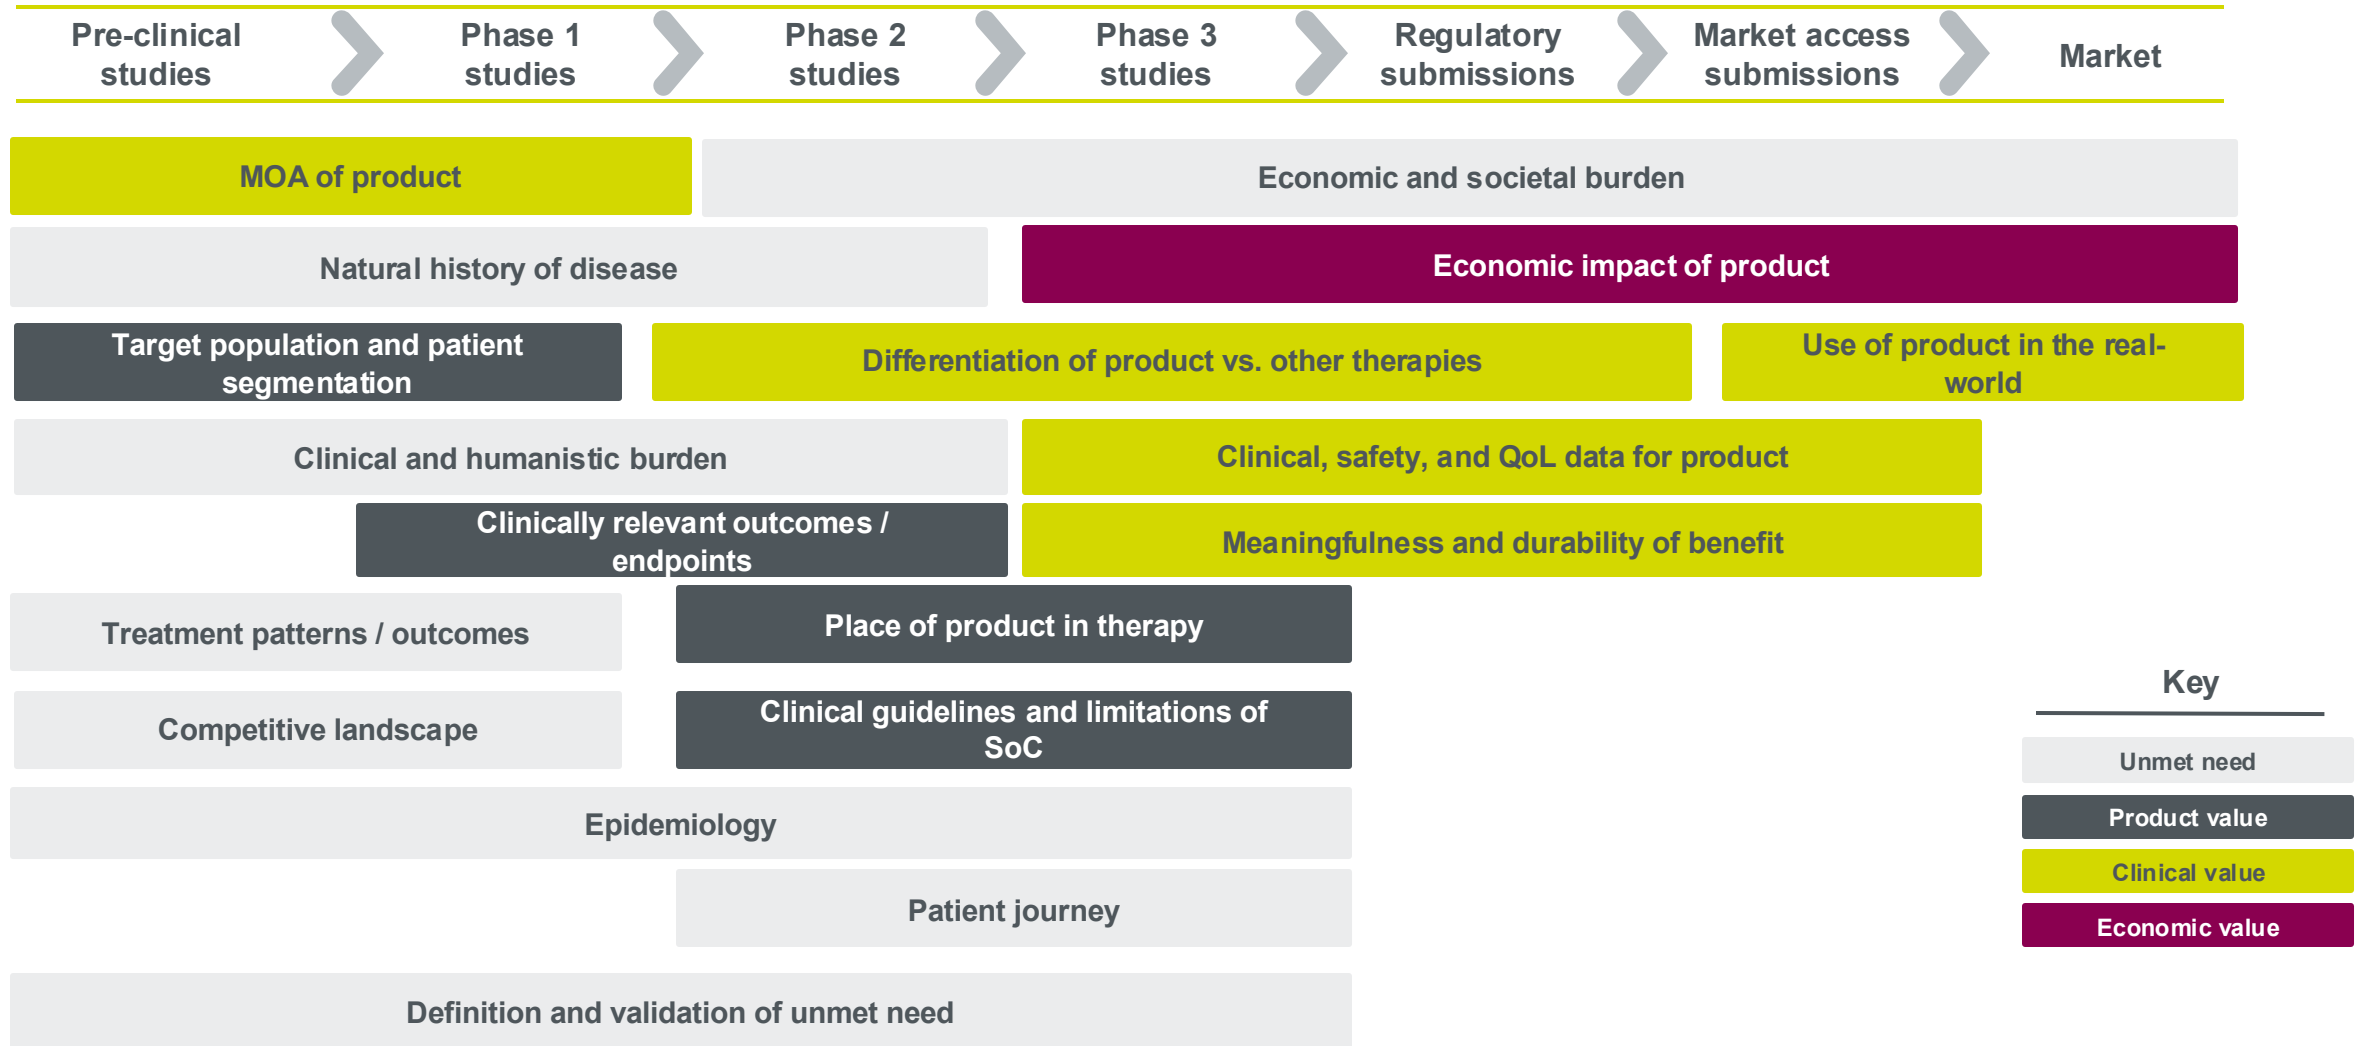 Pre-clinical
studies
Phase 1
studies
Phase 2
studies
Phase 3
studies
Regulatory
submissions
Market access
submissions
Market
MOA of product
Economic and societal burden
Natural history of disease
Economic impact of product
Target population and patient
segmentation
Differentiation of product vs. other therapies
Use of product in the real-
world
Clinical and humanistic burden
Clinical, safety, and QoL data for product
Clinically relevant outcomes /
endpoints
Meaningfulness and durability of benefit
Treatment patterns / outcomes
Place of product in therapy
Competitive landscape
Clinical guidelines and limitations of
SoC
Epidemiology
Patient journey
Definition and validation of unmet need
Key
Unmet need
Product value
Clinical value
Economic value